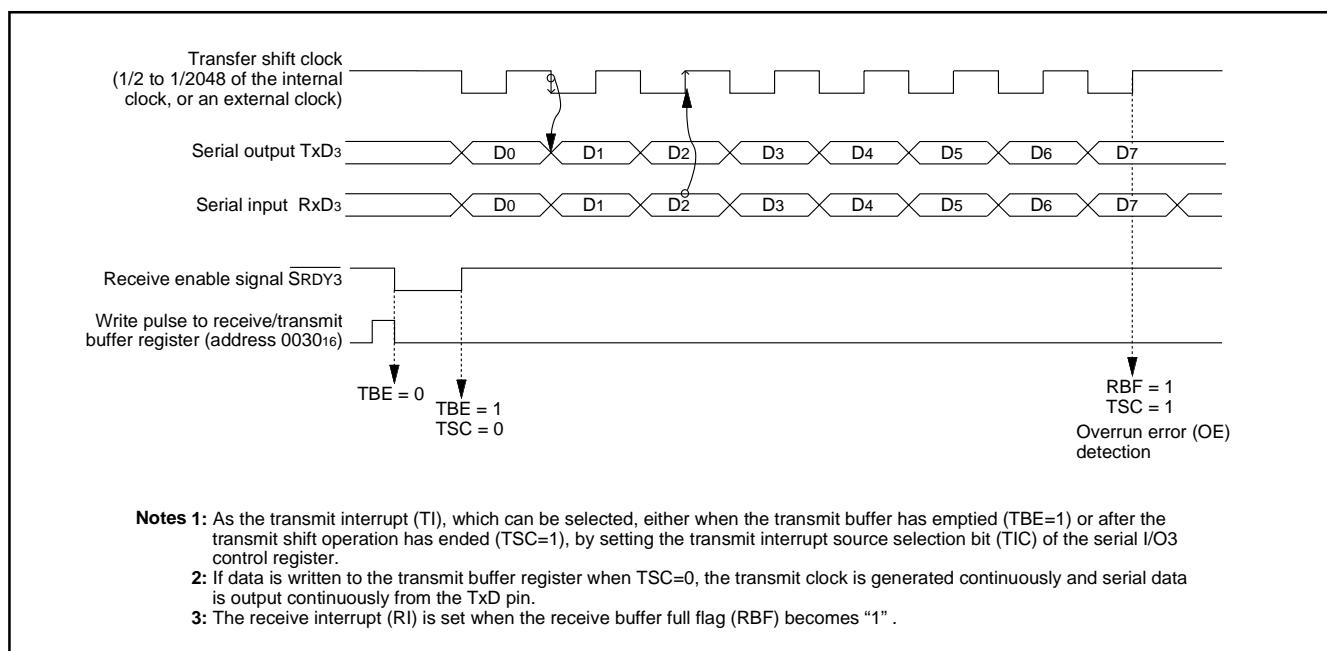 Transfer shift clock
(1/2 to 1/2048 of the internal
clock, or an external clock)
Serial output TxD3
D0 D1 D2 D3 D4 D5 D6 D7
Serial input RxD3
D0 D1 D2 D3 D4 D5 D6 D7
Receive enable signal S̅R̅D̅Y̅3̅
Write pulse to receive/transmit
buffer register (address 003016)
TBE = 0
TBE = 1
TSC = 0
RBF = 1
TSC = 1
Overrun error (OE)
detection
Notes 1: As the transmit interrupt (TI), which can be selected, either when the transmit buffer has emptied (TBE=1) or after the
transmit shift operation has ended (TSC=1), by setting the transmit interrupt source selection bit (TIC) of the serial I/O3
control register.
2: If data is written to the transmit buffer register when TSC=0, the transmit clock is generated continuously and serial data
is output continuously from the TxD pin.
3: The receive interrupt (RI) is set when the receive buffer full flag (RBF) becomes “1” .